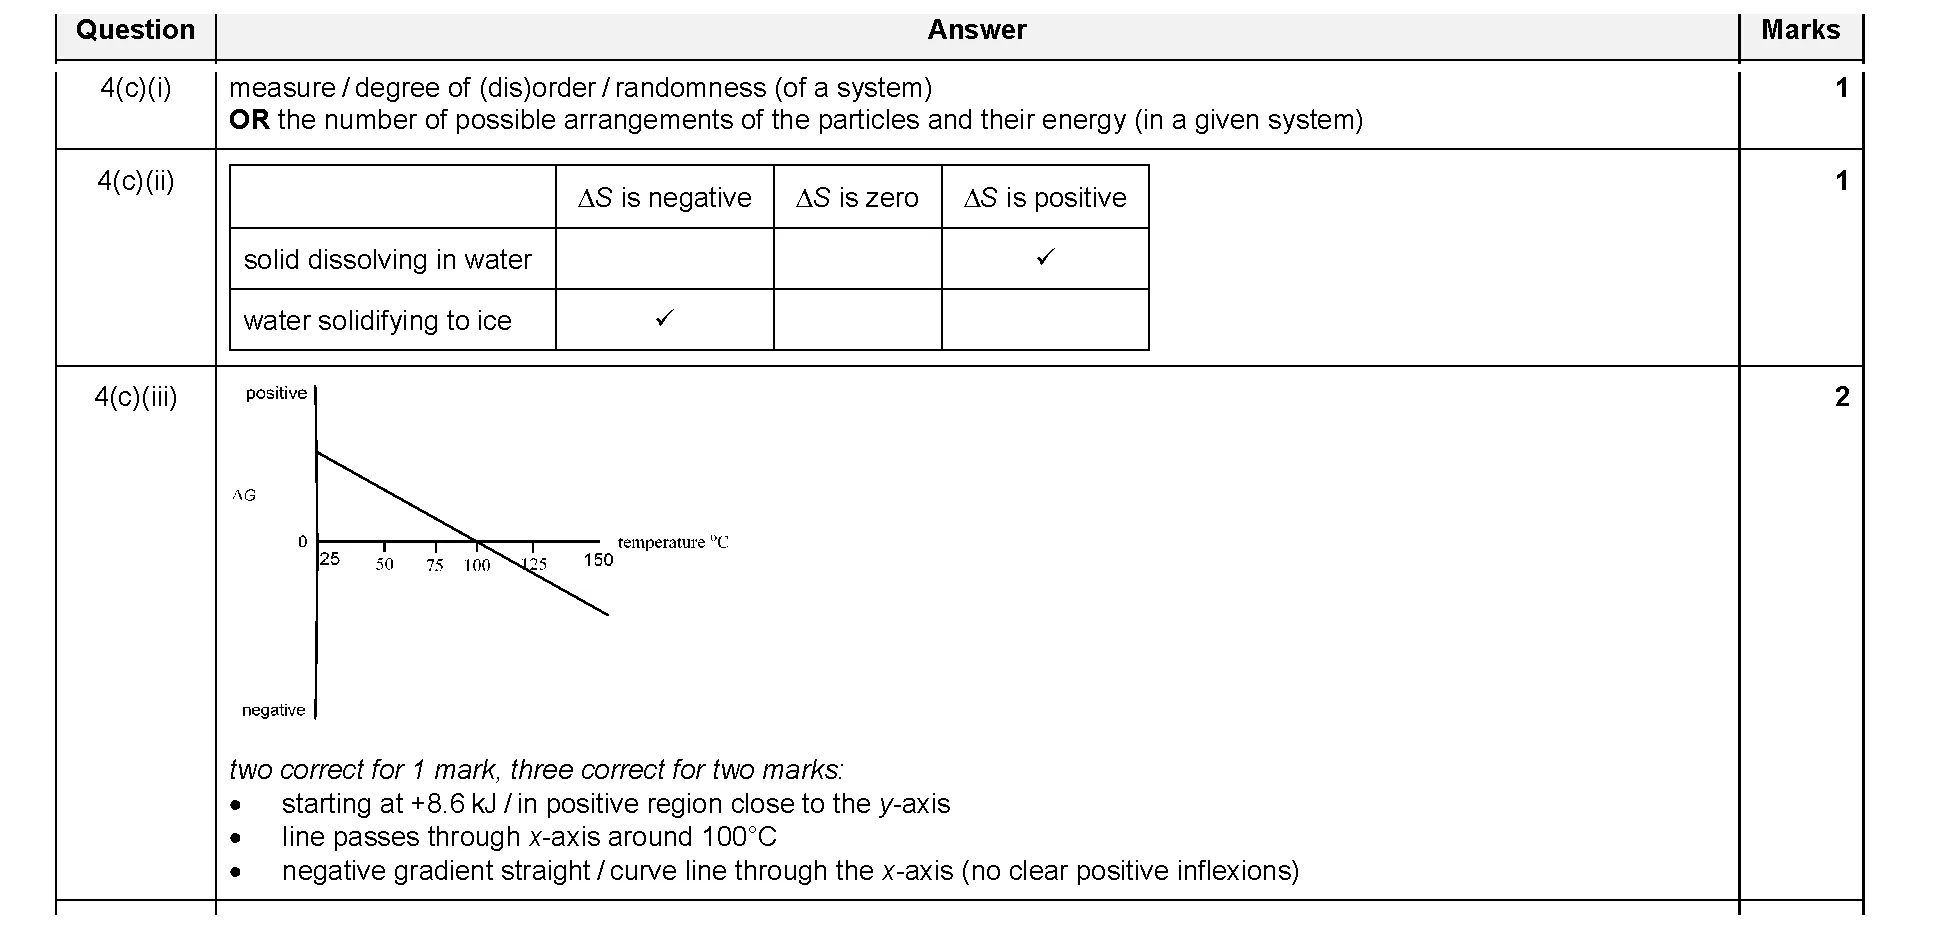 Question Answer Marks
4(c)(i) measure / degree of (dis)order / randomness (of a system) 1
OR the number of possible arrangements of the particles and their energy (in a given system)
4(c)(ii) 1
ΔS is negative ΔS is zero ΔS is positive
solid dissolving in water ✓
water solidifying to ice ✓
4(c)(iii) 2
positive
ΔG
0 temperature °C
25 50 75 100 125 150
negative
two correct for 1 mark, three correct for two marks:
• starting at +8.6 kJ / in positive region close to the y-axis
• line passes through x-axis around 100°C
• negative gradient straight / curve line through the x-axis (no clear positive inflexions)